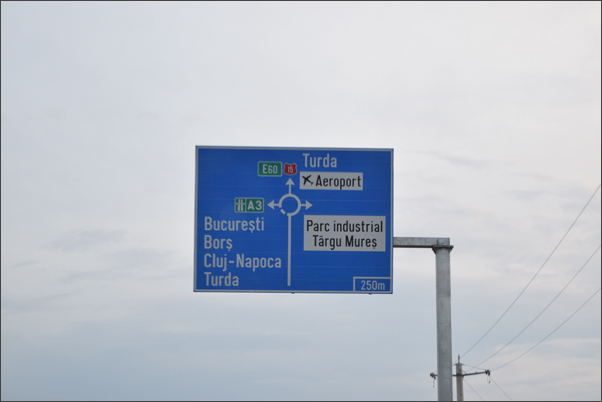 Turda
E60 15
Aeroport
A3
București
Borș
Cluj-Napoca
Turda
Parc industrial
Târgu Mureș
250m